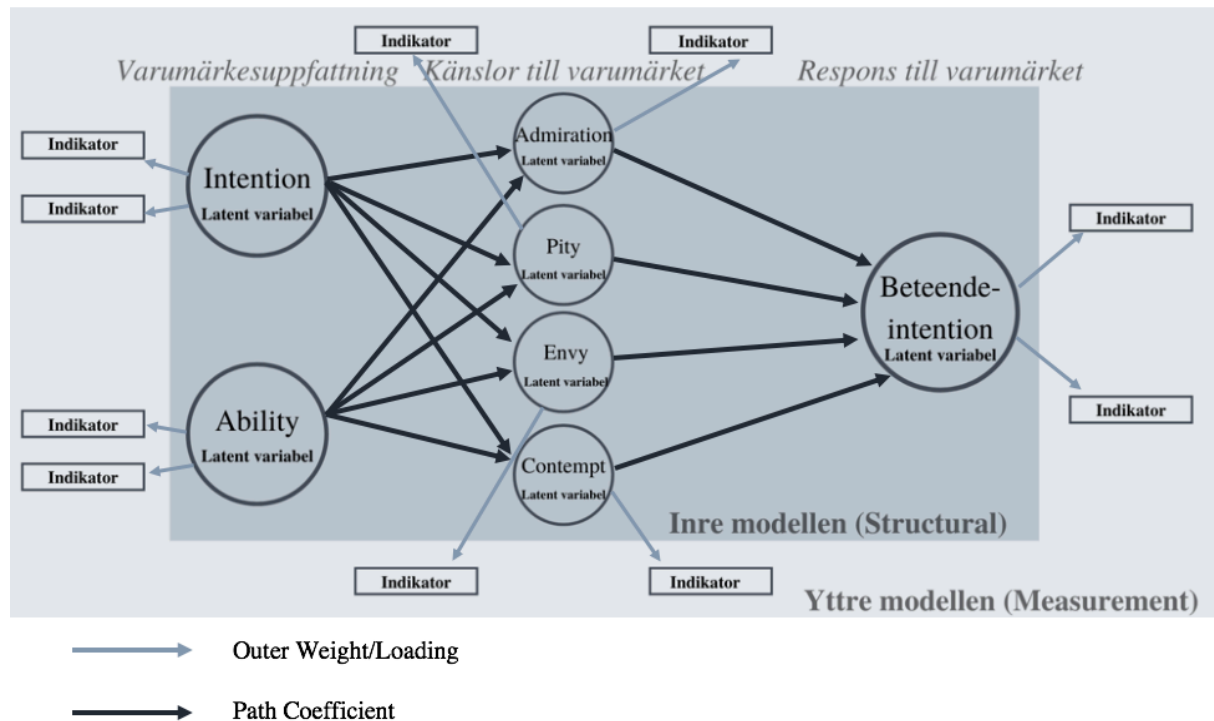 Indikator
Indikator
Varumärkesuppfattning
Känslor till varumärket
Respons till varumärket
Indikator
Indikator
Intention
Latent variabel
Admiration
Latent variabel
Pity
Latent variabel
Indikator
Beteende-
intention
Latent variabel
Envy
Latent variabel
Indikator
Indikator
Indikator
Ability
Latent variabel
Contempt
Latent variabel
Inre modellen (Structural)
Indikator
Indikator
Yttre modellen (Measurement)
Outer Weight/Loading
Path Coefficient